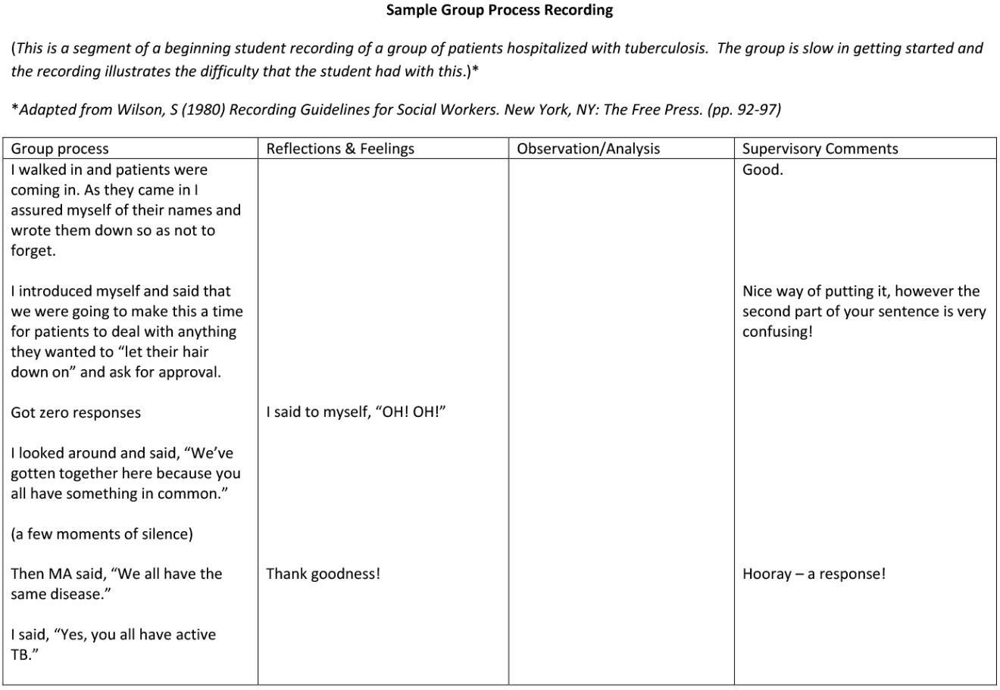 Sample Group Process Recording
(This is a segment of a beginning student recording of a group of patients hospitalized with tuberculosis.  The group is slow in getting started and
the recording illustrates the difficulty that the student had with this.)*
*Adapted from Wilson, S (1980) Recording Guidelines for Social Workers. New York, NY: The Free Press. (pp. 92-97)
Group process
Reflections & Feelings
Observation/Analysis
Supervisory Comments
I walked in and patients were
coming in. As they came in I
assured myself of their names and
wrote them down so as not to
forget.
Good.
I introduced myself and said that
we were going to make this a time
for patients to deal with anything
they wanted to “let their hair
down on” and ask for approval.
Nice way of putting it, however the
second part of your sentence is very
confusing!
Got zero responses
I said to myself, “OH! OH!”
I looked around and said, “We’ve
gotten together here because you
all have something in common.”
(a few moments of silence)
Then MA said, “We all have the
same disease.”
Thank goodness!
Hooray – a response!
I said, “Yes, you all have active
TB.”